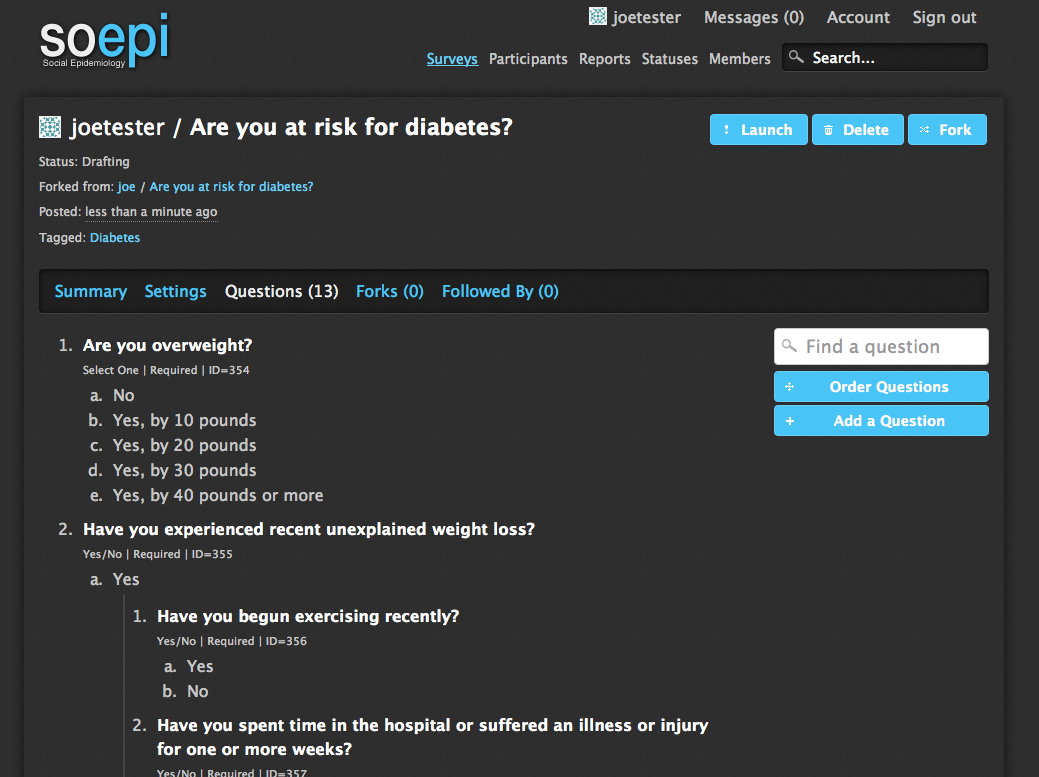 soepi
Social Epidemiology
joetester Messages (0) Account Sign out
Surveys Participants Reports Statuses Members Search...
joetester / Are you at risk for diabetes?
! Launch Delete Fork
Status: Drafting
Forked from: joe / Are you at risk for diabetes?
Posted: less than a minute ago
Tagged: Diabetes
Summary Settings Questions (13) Forks (0) Followed By (0)
Find a question
+ Order Questions
+ Add a Question
1. Are you overweight?
Select One | Required | ID=354
a. No
b. Yes, by 10 pounds
c. Yes, by 20 pounds
d. Yes, by 30 pounds
e. Yes, by 40 pounds or more
2. Have you experienced recent unexplained weight loss?
Yes/No | Required | ID=355
a. Yes
1. Have you begun exercising recently?
Yes/No | Required | ID=356
a. Yes
b. No
2. Have you spent time in the hospital or suffered an illness or injury
for one or more weeks?
Yes/No | Required | ID=357